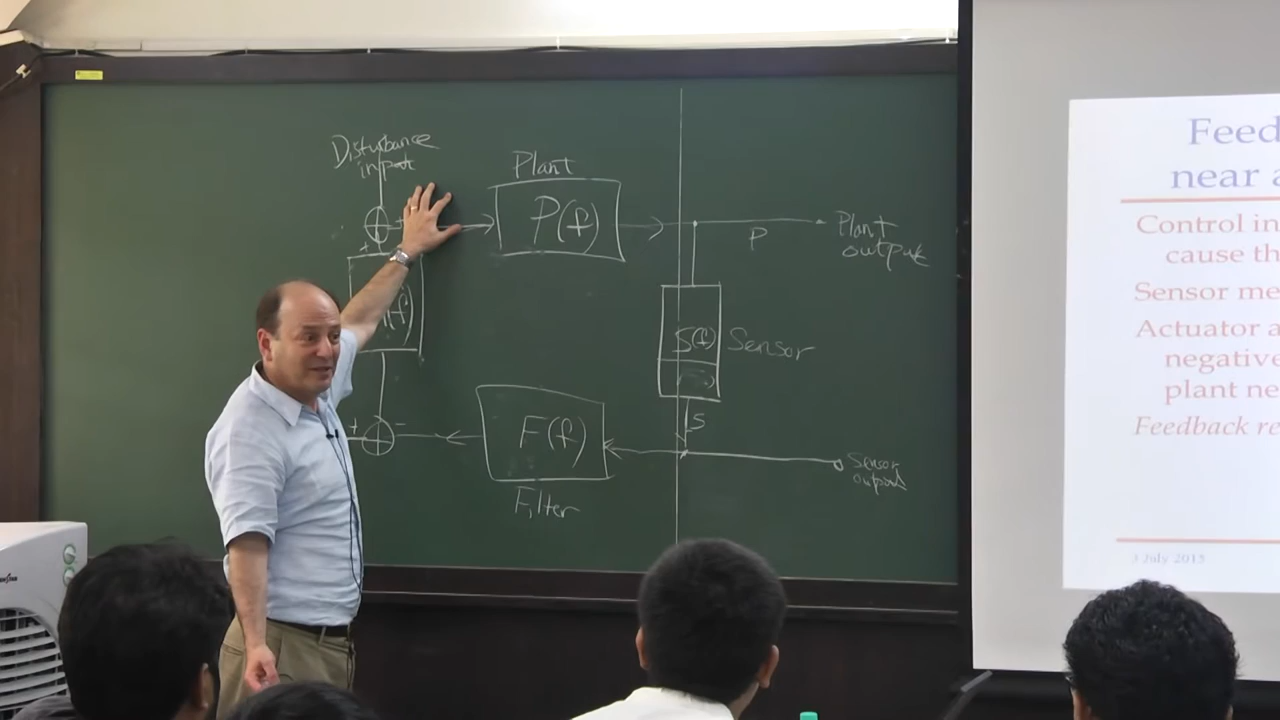 Disturbance
input
Plant
P(f)
+
P
Plant
output
S(f)
Sensor
S
+
-
F(f)
Filter
Sensor
output
Feed
near a
Control in
cause th
Sensor me
Actuator a
negative
plant ne
Feedback re
3 July 2015